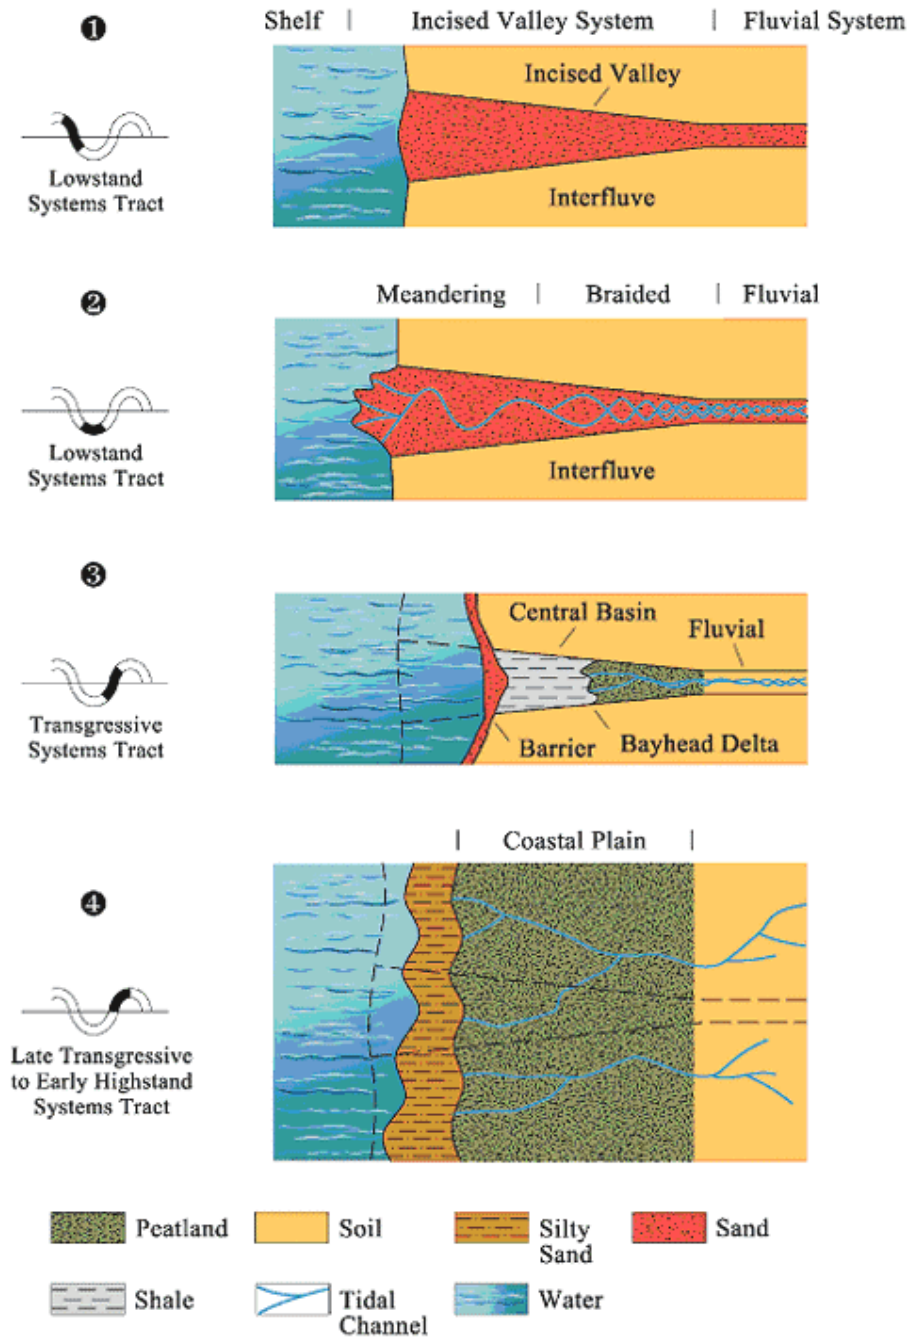 ❶
Shelf | Incised Valley System | Fluvial System
Incised Valley
Interfluve
Lowstand
Systems Tract
❷
Meandering | Braided | Fluvial
Interfluve
Lowstand
Systems Tract
❸
Central Basin
Fluvial
Barrier
Bayhead Delta
Transgressive
Systems Tract
| Coastal Plain |
❹
Late Transgressive
to Early Highstand
Systems Tract
Peatland
Soil
Silty
Sand
Sand
Shale
Tidal
Channel
Water